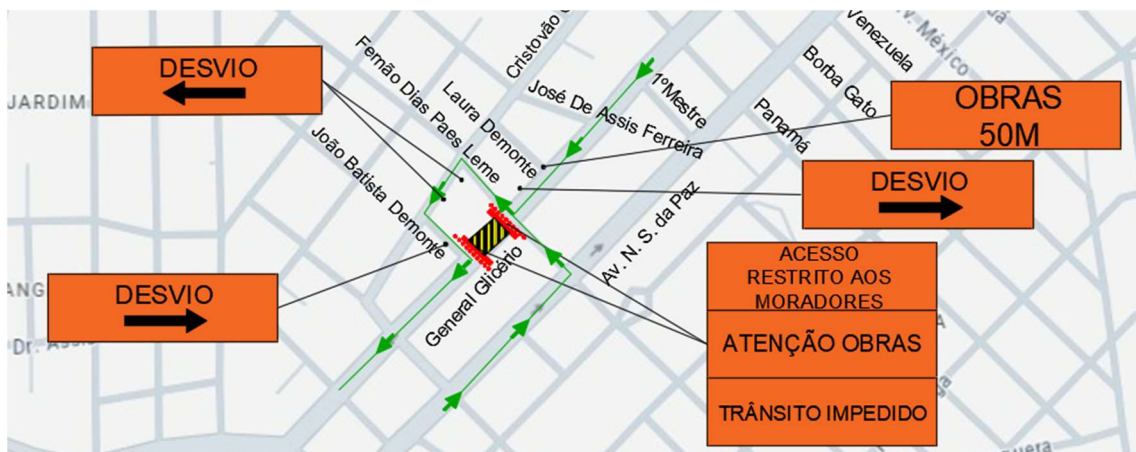 DESVIO
JARDIM
Fernão Dias Paes Leme
Cristovão
Laura Demonte
José De Assis Ferreira
1ºMestre
Venezuela
Av. México
Borba Gato
Panamá
OBRAS
50M
João Batista Demonte
DESVIO
DESVIO
General Glicério
Av. N. S. da Paz
ACESSO
RESTRITO AOS
MORADORES
ATENÇÃO OBRAS
TRÂNSITO IMPEDIDO